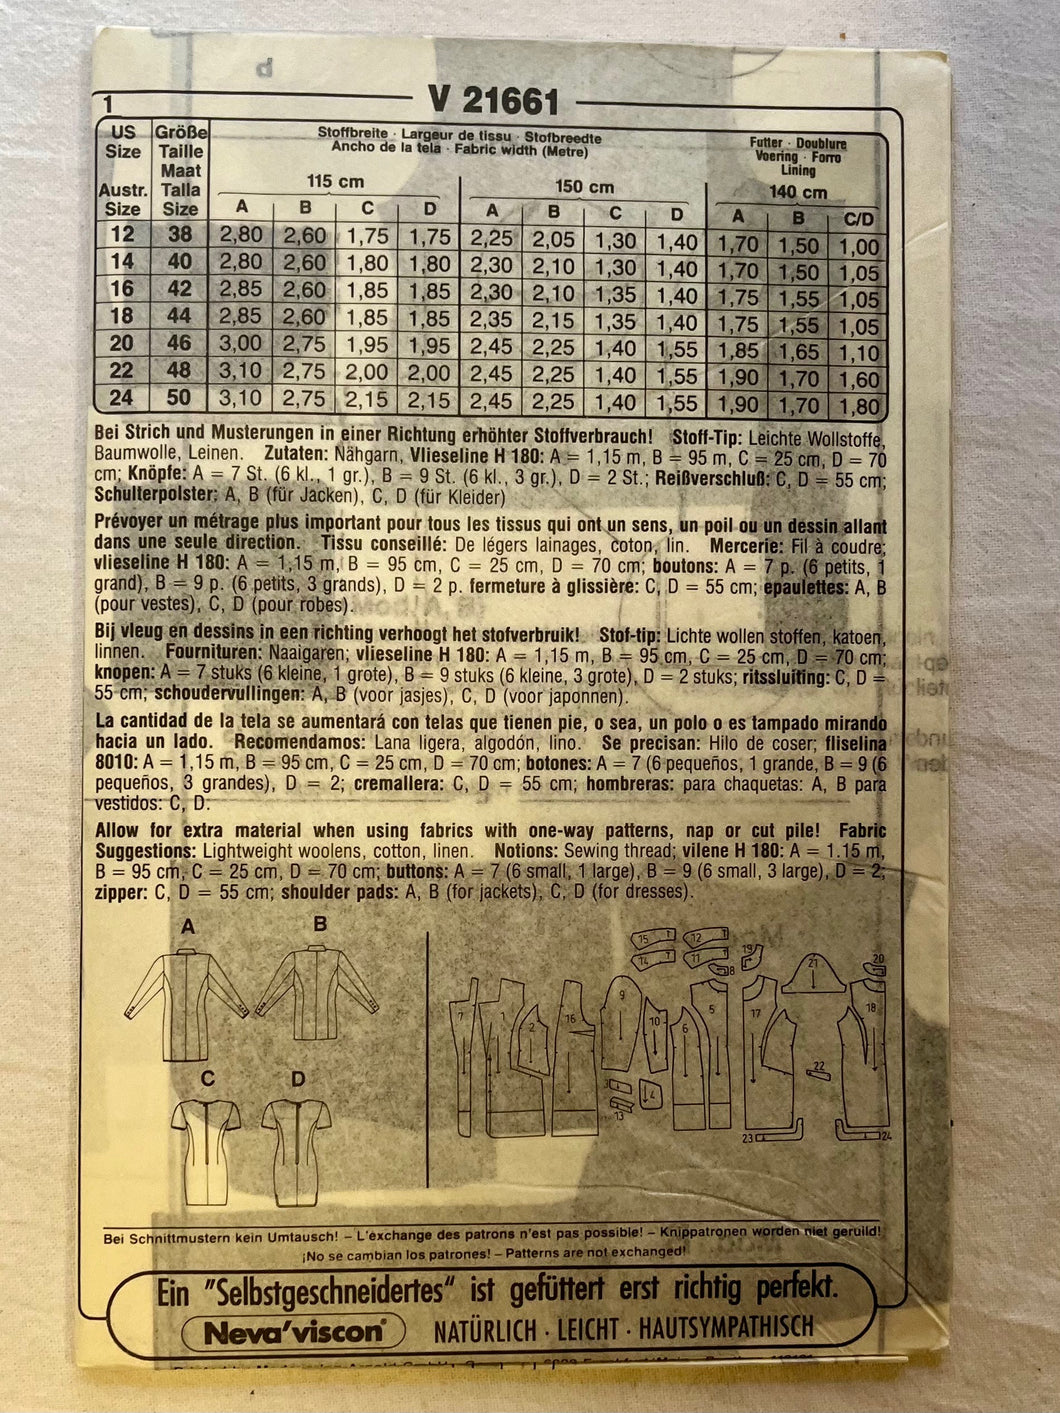 V 21661
1
US Size Größe Taille Maat Talla Size Austr. Size
Stoffbreite · Largeur de tissu · Stofbreedte
Ancho de la tela · Fabric width (Metre)
Futter · Doublure
Voering · Forro
Lining
115 cm 150 cm 140 cm
A B C D A B C D A B C/D
12 38 2,80 2,60 1,75 1,75 2,25 2,05 1,30 1,40 1,70 1,50 1,00
14 40 2,80 2,60 1,80 1,80 2,30 2,10 1,30 1,40 1,70 1,50 1,05
16 42 2,85 2,60 1,85 1,85 2,30 2,10 1,35 1,40 1,75 1,55 1,05
18 44 2,85 2,60 1,85 1,85 2,35 2,15 1,35 1,40 1,75 1,55 1,05
20 46 3,00 2,75 1,95 1,95 2,45 2,25 1,40 1,55 1,85 1,65 1,10
22 48 3,10 2,75 2,00 2,00 2,45 2,25 1,40 1,55 1,90 1,70 1,60
24 50 3,10 2,75 2,15 2,15 2,45 2,25 1,40 1,55 1,90 1,70 1,80
Bei Strich und Musterungen in einer Richtung erhöhter Stoffverbrauch! Stoff-Tip: Leichte Wollstoffe,
Baumwolle, Leinen. Zutaten: Nähgarn, Vlieseline H 180: A = 1,15 m, B = 95 m, C = 25 cm, D = 70
cm; Knöpfe: A = 7 St. (6 kl., 1 gr.), B = 9 St. (6 kl., 3 gr.), D = 2 St.; Reißverschluß: C, D = 55 cm;
Schulterpolster: A, B (für Jacken), C, D (für Kleider)
Prévoyer un métrage plus important pour tous les tissus qui ont un sens, un poil ou un dessin allant
dans une seule direction. Tissu conseillé: De légers lainages, coton, lin. Mercerie: Fil à coudre;
vlieseline H 180: A = 1,15 m, B = 95 cm, C = 25 cm, D = 70 cm; boutons: A = 7 p. (6 petits, 1
grand), B = 9 p. (6 petits, 3 grands), D = 2 p. fermeture à glissière: C, D = 55 cm; epaulettes: A, B
(pour vestes), C, D (pour robes).
Bij vleug en dessins in een richting verhoogt het stofverbruik! Stof-tip: Lichte wollen stoffen, katoen,
linnen. Fournituren: Naaigaren; vlieseline H 180: A = 1,15 m, B = 95 cm, C = 25 cm, D = 70 cm;
knopen: A = 7 stuks (6 kleine, 1 grote), B = 9 stuks (6 kleine, 3 grote), D = 2 stuks; ritssluiting: C, D =
55 cm; schoudervullingen: A, B (voor jasjes), C, D (voor japonnen).
La cantidad de la tela se aumentará con telas que tienen pie, o sea, un polo o es tampado mirando
hacia un lado. Recomendamos: Lana ligera, algodón, lino. Se precisan: Hilo de coser; fliselina
8010: A = 1,15 m, B = 95 cm, C = 25 cm, D = 70 cm; botones: A = 7 (6 pequeños, 1 grande, B = 9 (6
pequeños, 3 grandes), D = 2; cremallera: C, D = 55 cm; hombreras: para chaquetas: A, B para
vestidos: C, D.
Allow for extra material when using fabrics with one-way patterns, nap or cut pile! Fabric
Suggestions: Lightweight woolens, cotton, linen. Notions: Sewing thread; vilene H 180: A = 1.15 m,
B = 95 cm, C = 25 cm, D = 70 cm; buttons: A = 7 (6 small, 1 large), B = 9 (6 small, 3 large), D = 2;
zipper: C, D = 55 cm; shoulder pads: A, B (for jackets), C, D (for dresses).
A B
C D
15 12 19
14 11 8 21 20
7 1 2 16 9 10 6 5 17 18
3 4 22
13
23 24
Bei Schnittmustern kein Umtausch! – L'éxchange des patrons n'est pas possible! – Knippatronen worden niet geruild!
¡No se cambian los patrones! – Patterns are not exchanged!
Ein "Selbstgeschneidertes" ist gefüttert erst richtig perfekt.
Neva'viscon® NATÜRLICH · LEICHT · HAUTSYMPATHISCH